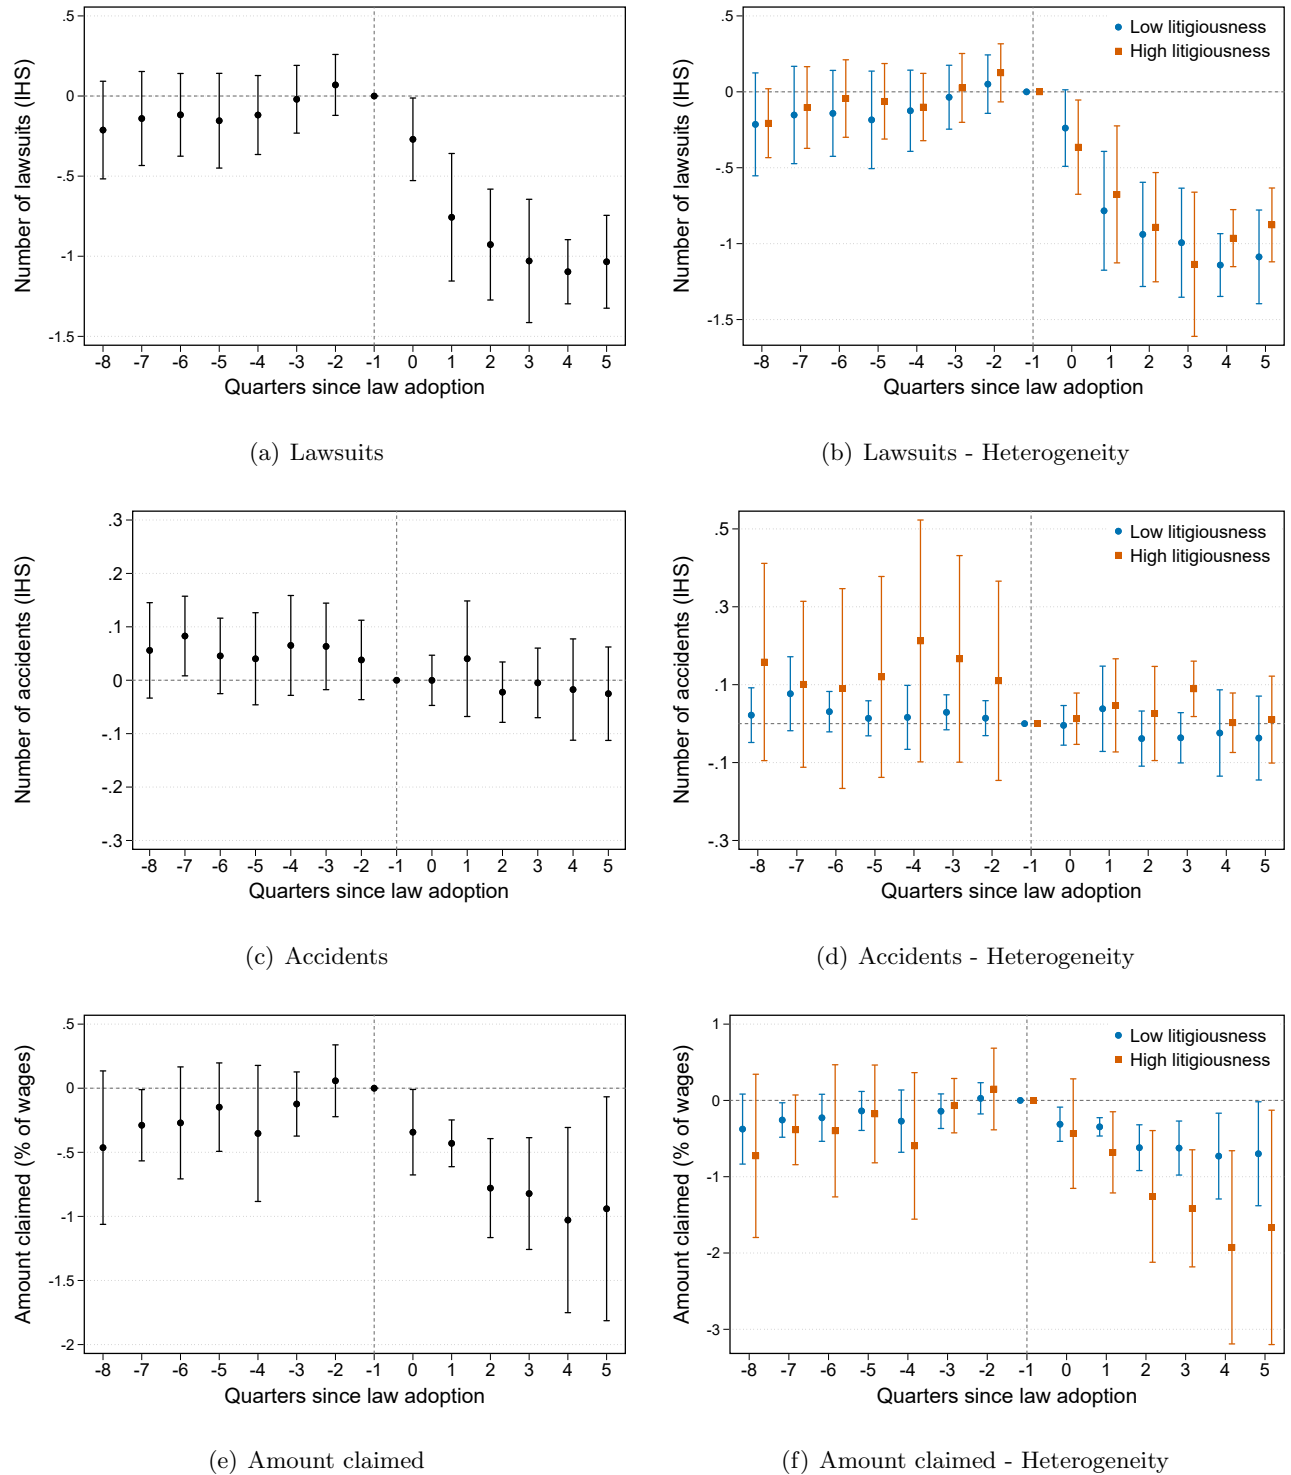 Number of lawsuits (IHS)
.5
0
-.5
-1
-1.5
-8 -7 -6 -5 -4 -3 -2 -1 0 1 2 3 4 5
Quarters since law adoption
(a) Lawsuits
Number of lawsuits (IHS)
.5
0
-.5
-1
-1.5
Low litigiousness
High litigiousness
-8 -7 -6 -5 -4 -3 -2 -1 0 1 2 3 4 5
Quarters since law adoption
(b) Lawsuits - Heterogeneity
Number of accidents (IHS)
.3
.2
.1
0
-.1
-.2
-.3
-8 -7 -6 -5 -4 -3 -2 -1 0 1 2 3 4 5
Quarters since law adoption
(c) Accidents
Number of accidents (IHS)
.5
.3
.1
-.1
-.3
Low litigiousness
High litigiousness
-8 -7 -6 -5 -4 -3 -2 -1 0 1 2 3 4 5
Quarters since law adoption
(d) Accidents - Heterogeneity
Amount claimed (% of wages)
.5
0
-.5
-1
-1.5
-2
-8 -7 -6 -5 -4 -3 -2 -1 0 1 2 3 4 5
Quarters since law adoption
(e) Amount claimed
Amount claimed (% of wages)
1
0
-1
-2
-3
Low litigiousness
High litigiousness
-8 -7 -6 -5 -4 -3 -2 -1 0 1 2 3 4 5
Quarters since law adoption
(f) Amount claimed - Heterogeneity